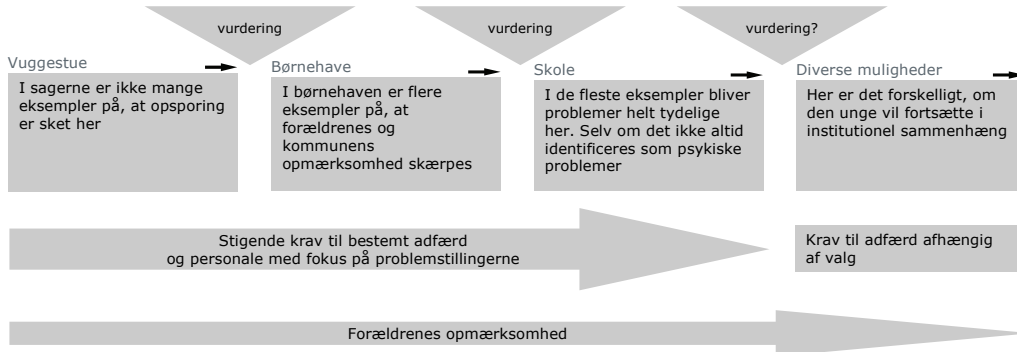 vurdering
vurdering
vurdering?
Vuggestue
I sagerne er ikke mange
eksempler på, at opsporing
er sket her
Børnehave
I børnehaven er flere
eksempler på, at
forældrenes og
kommunens
opmærksomhed skærpes
Skole
I de fleste eksempler bliver
problemer helt tydelige
her. Selv om det ikke altid
identificeres som psykiske
problemer
Diverse muligheder
Her er det forskelligt, om
den unge vil fortsætte i
institutionel sammenhæng
Stigende krav til bestemt adfærd
og personale med fokus på problemstillingerne
Krav til adfærd afhængig
af valg
Forældrenes opmærksomhed